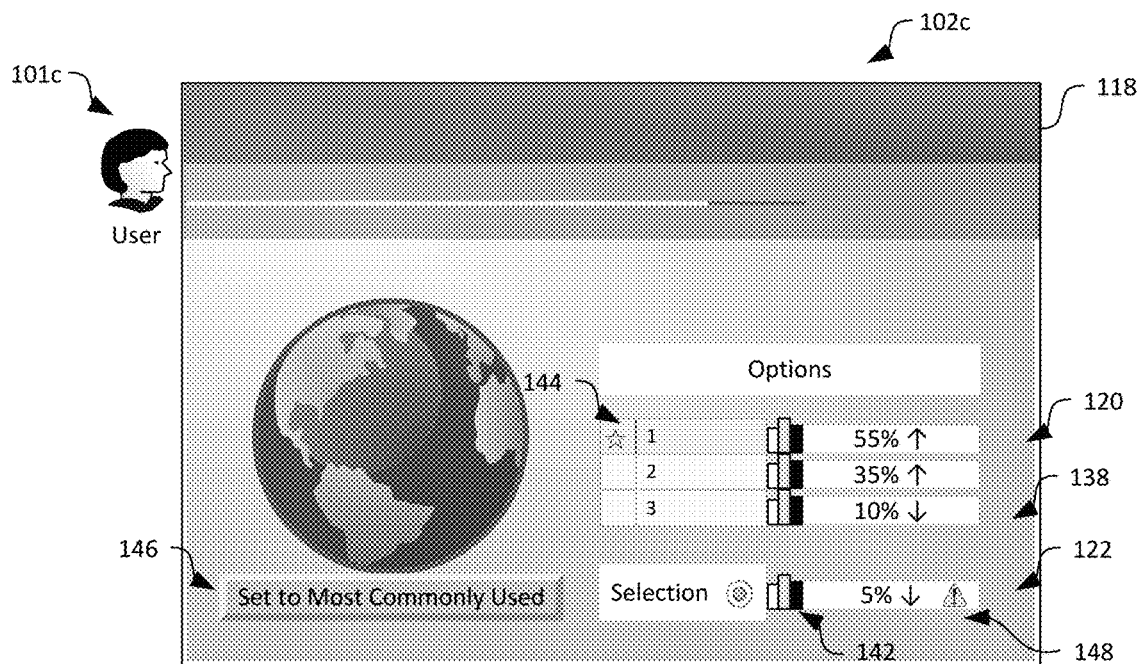 102c
101c
118
User
Options
144
120
1 55% ↑
2 35% ↑
138
3 10% ↓
146
122
Set to Most Commonly Used
Selection 5% ↓
142
148